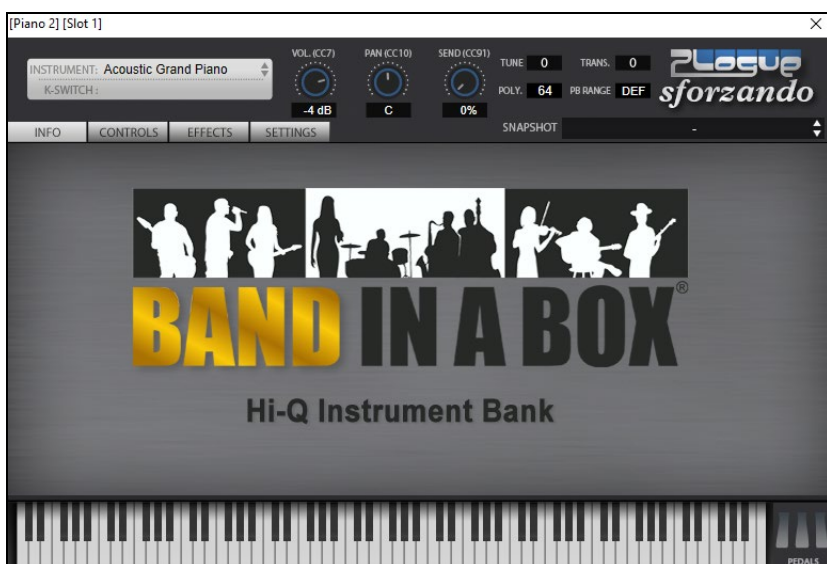 [Piano 2] [Slot 1]
INSTRUMENT: Acoustic Grand Piano
K-SWITCH :
VOL. (CC7)
-4 dB
PAN (CC10)
C
SEND (CC91)
0%
TUNE 0 TRANS. 0
POLY. 64 PB RANGE DEF
Plogue
sforzando
INFO CONTROLS EFFECTS SETTINGS
SNAPSHOT -
BAND IN A BOX®
Hi-Q Instrument Bank
PEDALS